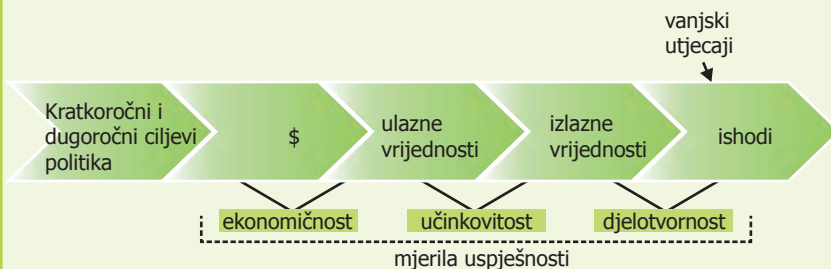 vanjski
utjecaji
Kratkoročni i
dugoročni ciljevi
politika
$
ulazne
vrijednosti
izlazne
vrijednosti
ishodi
ekonomičnost
učinkovitost
djelotvornost
mjerila uspješnosti